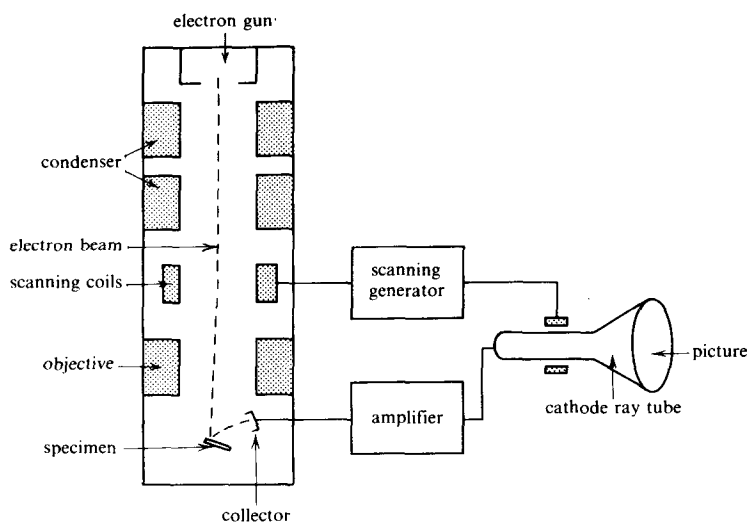 electron gun
condenser
electron beam
scanning coils
objective
specimen
collector
scanning
generator
amplifier
picture
cathode ray tube